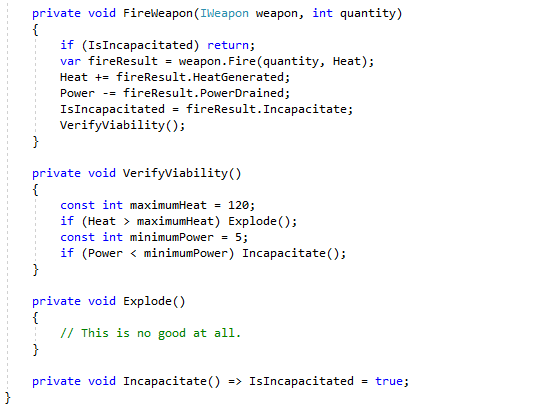 private void FireWeapon(IWeapon weapon, int quantity)
{
if (IsIncapacitated) return;
var fireResult = weapon.Fire(quantity, Heat);
Heat += fireResult.HeatGenerated;
Power -= fireResult.PowerDrained;
IsIncapacitated = fireResult.Incapacitate;
VerifyViability();
}
private void VerifyViability()
{
const int maximumHeat = 120;
if (Heat > maximumHeat) Explode();
const int minimumPower = 5;
if (Power < minimumPower) Incapacitate();
}
private void Explode()
{
// This is no good at all.
}
private void Incapacitate() => IsIncapacitated = true;
}